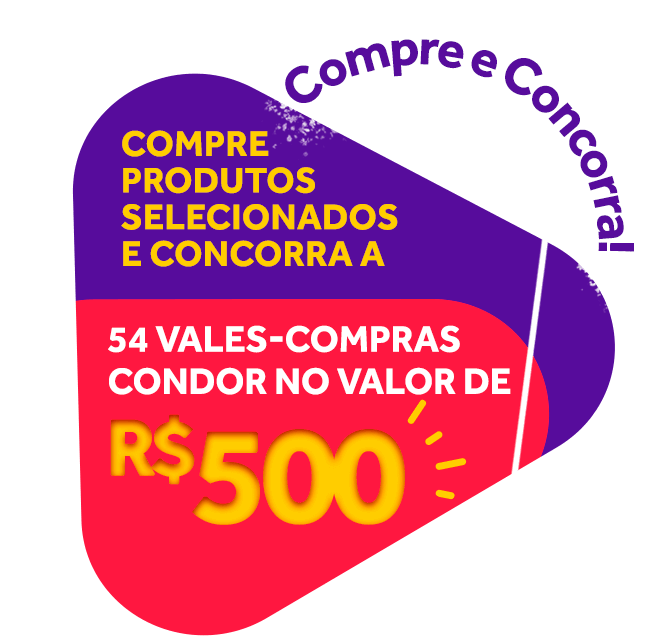 Compre e Concorra!
COMPRE
PRODUTOS
SELECIONADOS
E CONCORRA A
54 VALES-COMPRAS
CONDOR NO VALOR DE
R$500